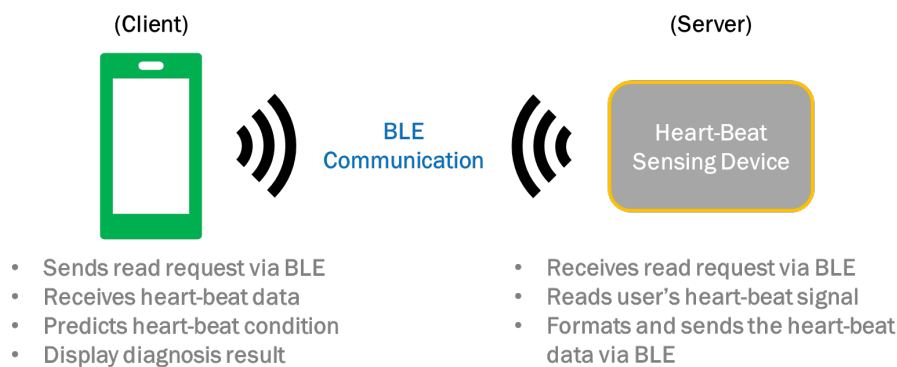 (Client)
(Server)
BLE
Communication
Heart-Beat
Sensing Device
• Sends read request via BLE
• Receives heart-beat data
• Predicts heart-beat condition
• Display diagnosis result
• Receives read request via BLE
• Reads user’s heart-beat signal
• Formats and sends the heart-beat
data via BLE